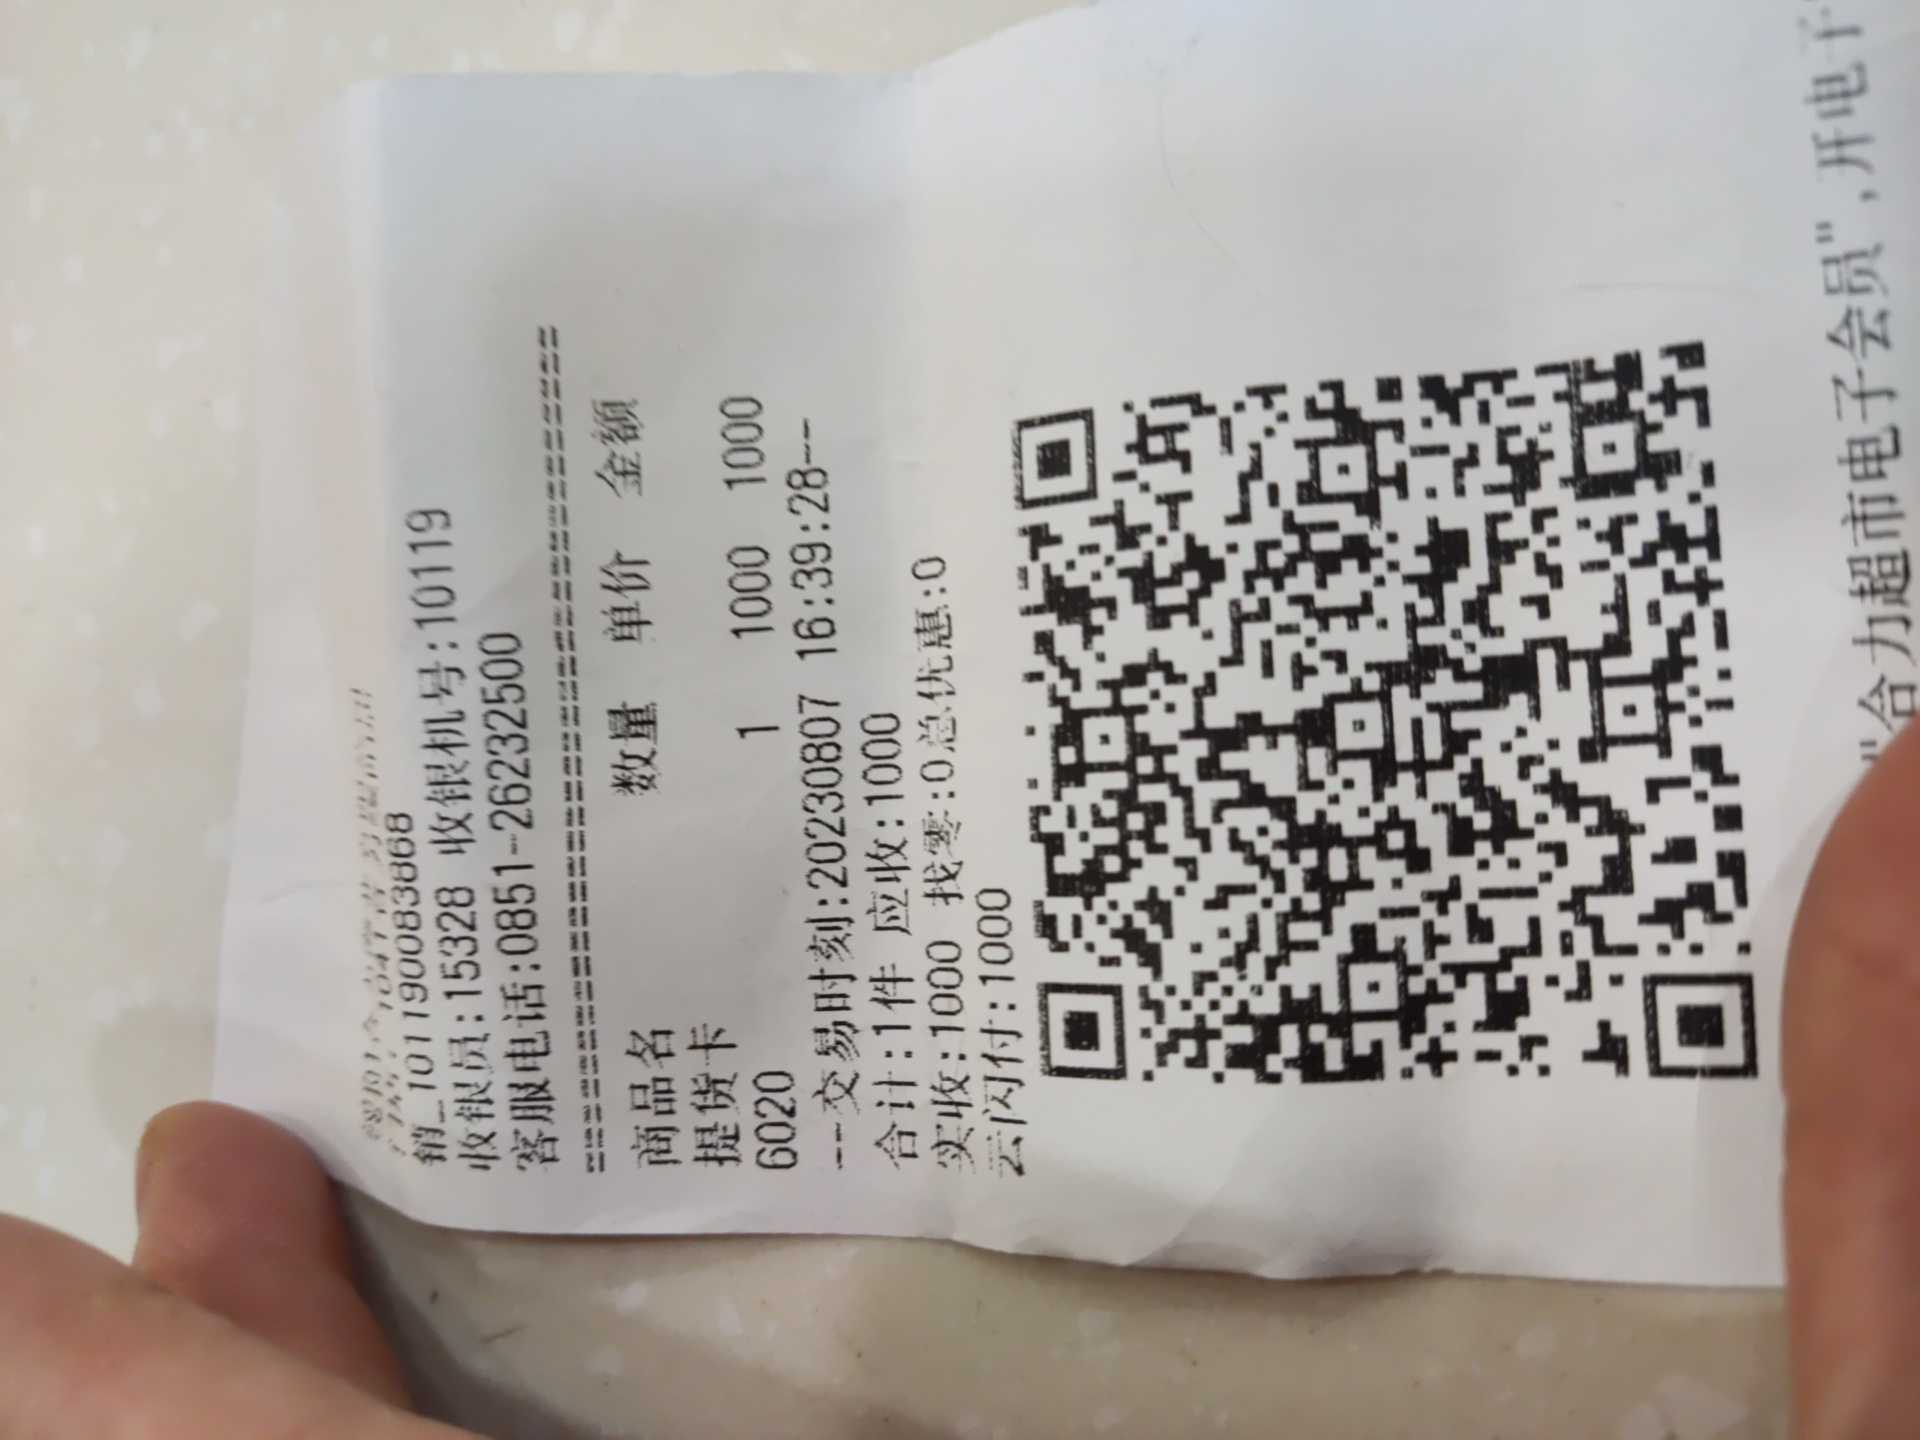 销_101190083868
收银员:15328 收银机号:10119
客服电话:0851-26232500
商品名 数量 单价 金额
提货卡
6020 1 1000 1000
---交易时刻:20230807 16:39:28---
合计:1件 应收:1000
实收:1000 找零:0总优惠:0
云闪付:1000
"合力超市电子会员",开电子